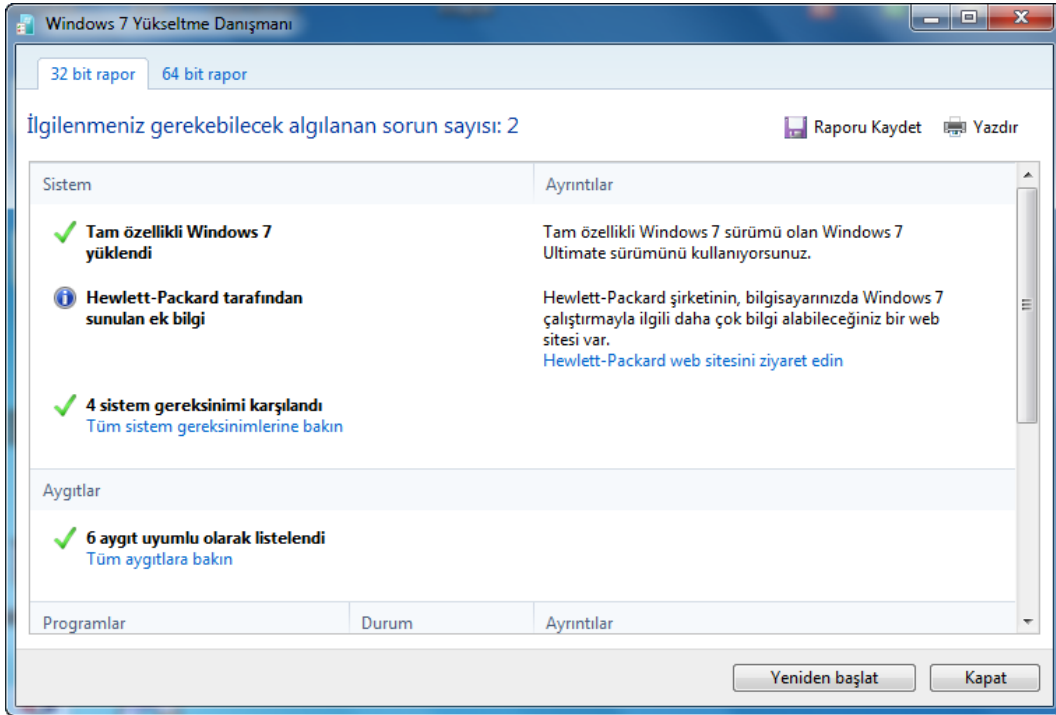 Windows 7 Yükseltme Danışmanı
32 bit rapor 64 bit rapor
İlgilenmeniz gerekebilecek algılanan sorun sayısı: 2
Raporu Kaydet Yazdır
Sistem Ayrıntılar
Tam özellikli Windows 7
yüklendi
Tam özellikli Windows 7 sürümü olan Windows 7
Ultimate sürümünü kullanıyorsunuz.
Hewlett-Packard tarafından
sunulan ek bilgi
Hewlett-Packard şirketinin, bilgisayarınızda Windows 7
çalıştırmayla ilgili daha çok bilgi alabileceğiniz bir web
sitesi var.
Hewlett-Packard web sitesini ziyaret edin
4 sistem gereksinimi karşılandı
Tüm sistem gereksinimlerine bakın
Aygıtlar
6 aygıt uyumlu olarak listelendi
Tüm aygıtlara bakın
Programlar Durum Ayrıntılar
Yeniden başlat Kapat